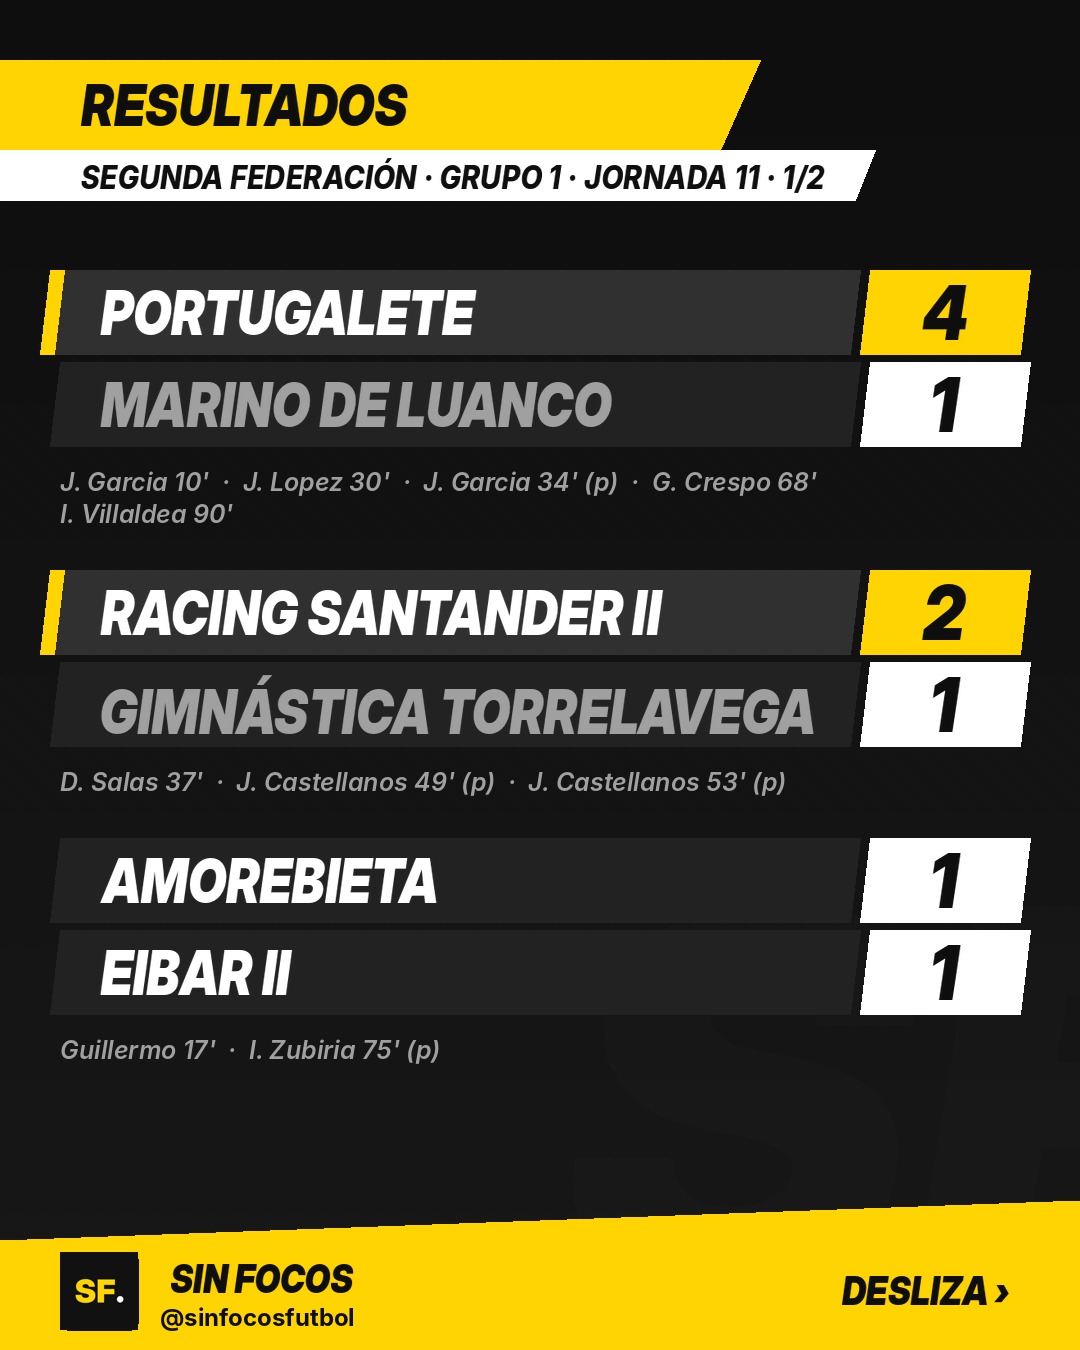 RESULTADOS
SEGUNDA FEDERACIÓN · GRUPO 1 · JORNADA 11 · 1/2
PORTUGALETE 4
MARINO DE LUANCO 1
J. Garcia 10' · J. Lopez 30' · J. Garcia 34' (p) · G. Crespo 68'
I. Villaldea 90'
RACING SANTANDER II 2
GIMNÁSTICA TORRELAVEGA 1
D. Salas 37' · J. Castellanos 49' (p) · J. Castellanos 53' (p)
AMOREBIETA 1
EIBAR II 1
Guillermo 17' · I. Zubiria 75' (p)
SF.
SIN FOCOS
@sinfocosfutbol
DESLIZA ›